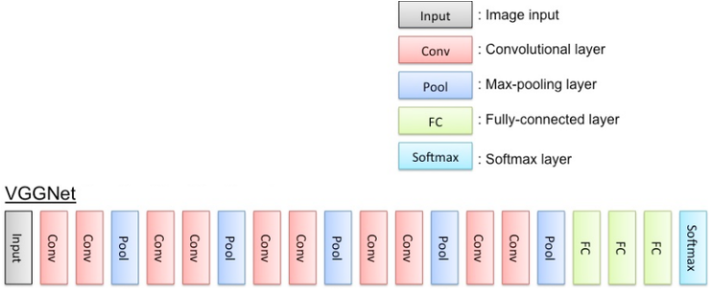 Input : Image input
Conv : Convolutional layer
Pool : Max-pooling layer
FC : Fully-connected layer
Softmax : Softmax layer
VGGNet
Input Conv Conv Pool Conv Conv Pool Conv Conv Pool Conv Conv Pool Conv Conv Pool FC FC FC Softmax